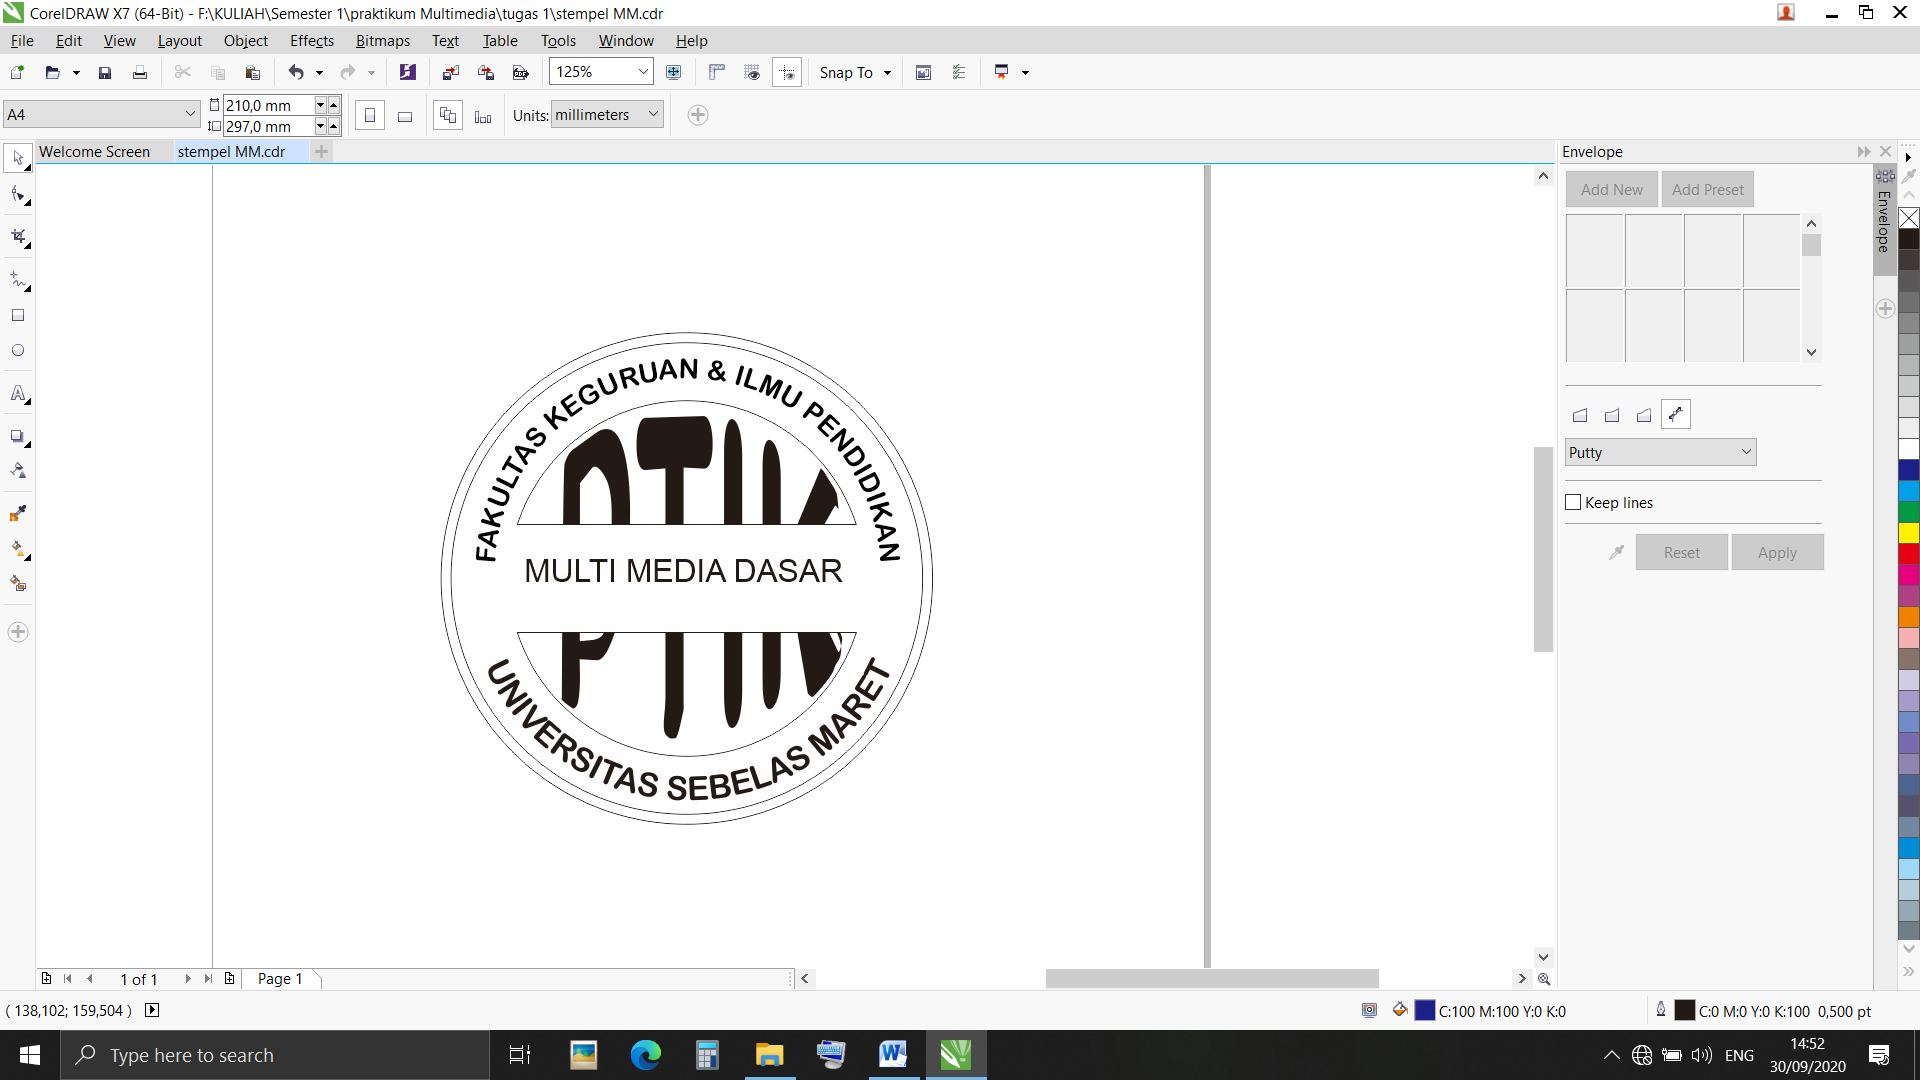 CorelDRAW X7 (64-Bit) - F:\KULIAH\Semester 1\praktikum Multimedia\tugas 1\stempel MM.cdr
File Edit View Layout Object Effects Bitmaps Text Table Tools Window Help
125% Snap To
A4 210,0 mm Units: millimeters
297,0 mm
Welcome Screen stempel MM.cdr Envelope
Add New Add Preset
Envelope
FAKULTAS KEGURUAN & ILMU PENDIDIKAN
PTIK
MULTI MEDIA DASAR
UNIVERSITAS SEBELAS MARET
Putty
Keep lines
Reset Apply
1 of 1 Page 1
( 138,102; 159,504 ) C:100 M:100 Y:0 K:0 C:0 M:0 Y:0 K:100 0,500 pt
Type here to search ENG 14:52
30/09/2020